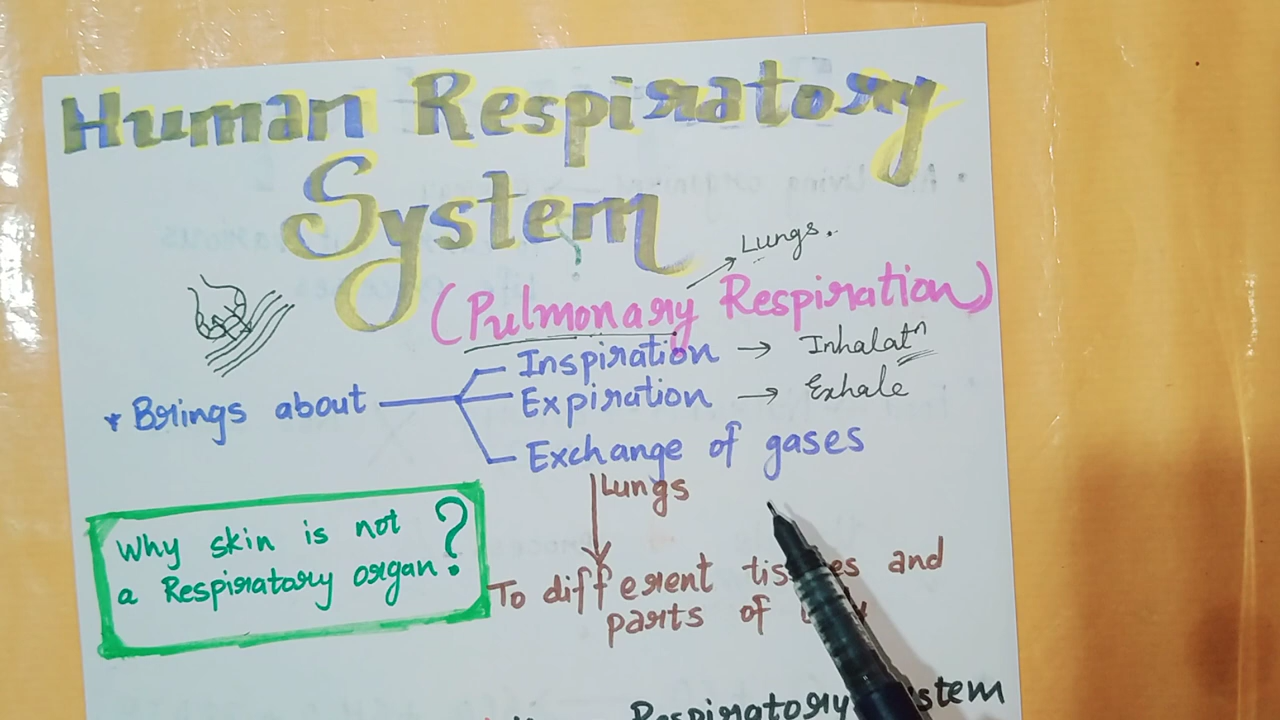 Human Respiratory
System
Lungs.
(Pulmonary Respiration)
Inspiration → Inhalatⁿ
* Brings about Expiration → Exhale
Exchange of gases
Lungs
Why skin is not
a Respiratory organ?
To different and
parts of
Respiratory